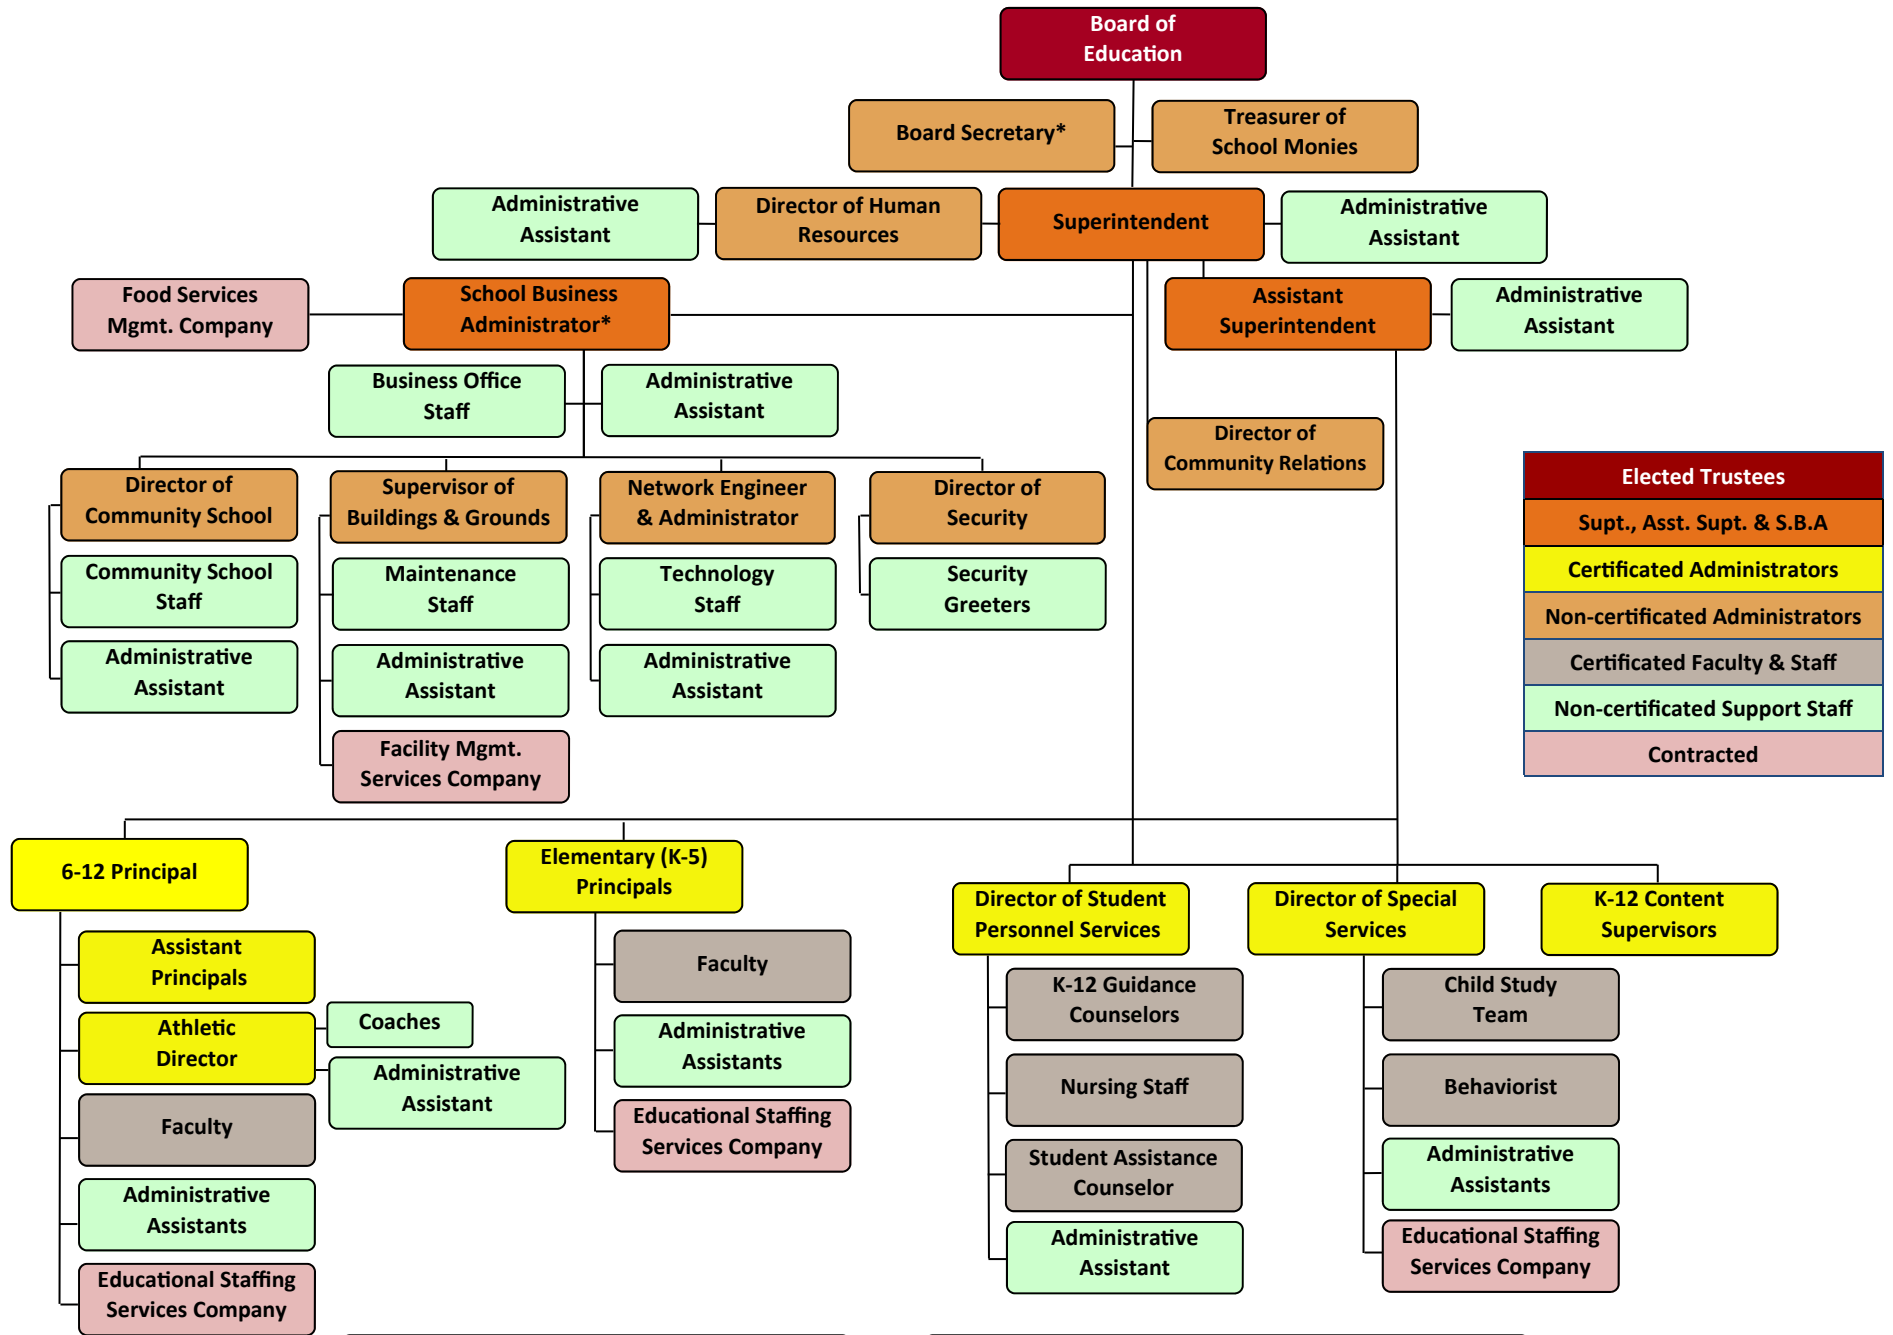 Board of
Education
Board Secretary*
Treasurer of
School Monies
Administrative
Assistant
Director of Human
Resources
Superintendent
Administrative
Assistant
Food Services
Mgmt. Company
School Business
Administrator*
Assistant
Superintendent
Administrative
Assistant
Business Office
Staff
Administrative
Assistant
Director of
Community Relations
Director of
Community School
Supervisor of
Buildings & Grounds
Network Engineer
& Administrator
Director of
Security
Community School
Staff
Maintenance
Staff
Technology
Staff
Security
Greeters
Administrative
Assistant
Administrative
Assistant
Administrative
Assistant
Facility Mgmt.
Services Company
Elected Trustees
Supt., Asst. Supt. & S.B.A
Certificated Administrators
Non-certificated Administrators
Certificated Faculty & Staff
Non-certificated Support Staff
Contracted
6-12 Principal
Assistant
Principals
Athletic
Director
Coaches
Administrative
Assistant
Faculty
Administrative
Assistants
Educational Staffing
Services Company
Elementary (K-5)
Principals
Faculty
Administrative
Assistants
Educational Staffing
Services Company
Director of Student
Personnel Services
K-12 Guidance
Counselors
Nursing Staff
Student Assistance
Counselor
Administrative
Assistant
Director of Special
Services
Child Study
Team
Behaviorist
Administrative
Assistants
Educational Staffing
Services Company
K-12 Content
Supervisors